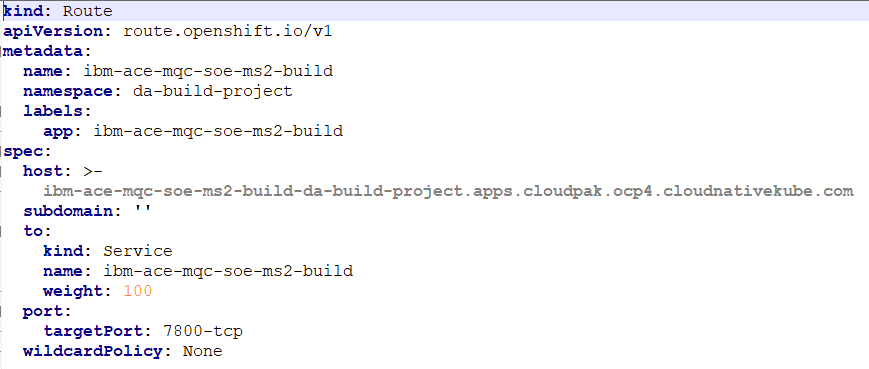 kind: Route
apiVersion: route.openshift.io/v1
metadata:
  name: ibm-ace-mqc-soe-ms2-build
  namespace: da-build-project
  labels:
    app: ibm-ace-mqc-soe-ms2-build
spec:
  host: >-
    ibm-ace-mqc-soe-ms2-build-da-build-project.apps.cloudpak.ocp4.cloudnativekube.com
  subdomain: ''
  to:
    kind: Service
    name: ibm-ace-mqc-soe-ms2-build
    weight: 100
  port:
    targetPort: 7800-tcp
  wildcardPolicy: None